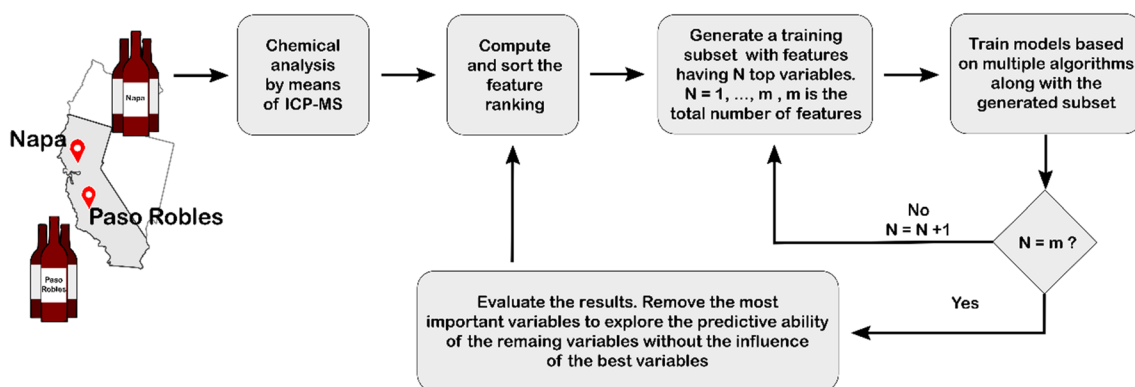 Napa
Napa
Paso Robles
Paso
Robles
Chemical
analysis
by means
of ICP-MS
Compute
and sort the
feature
ranking
Generate a training
subset with features
having N top variables.
N = 1, ..., m , m is the
total number of features
Train models based
on multiple algorithms
along with the
generated subset
N = m ?
No
N = N +1
Yes
Evaluate the results. Remove the most
important variables to explore the predictive ability
of the remaing variables without the influence
of the best variables